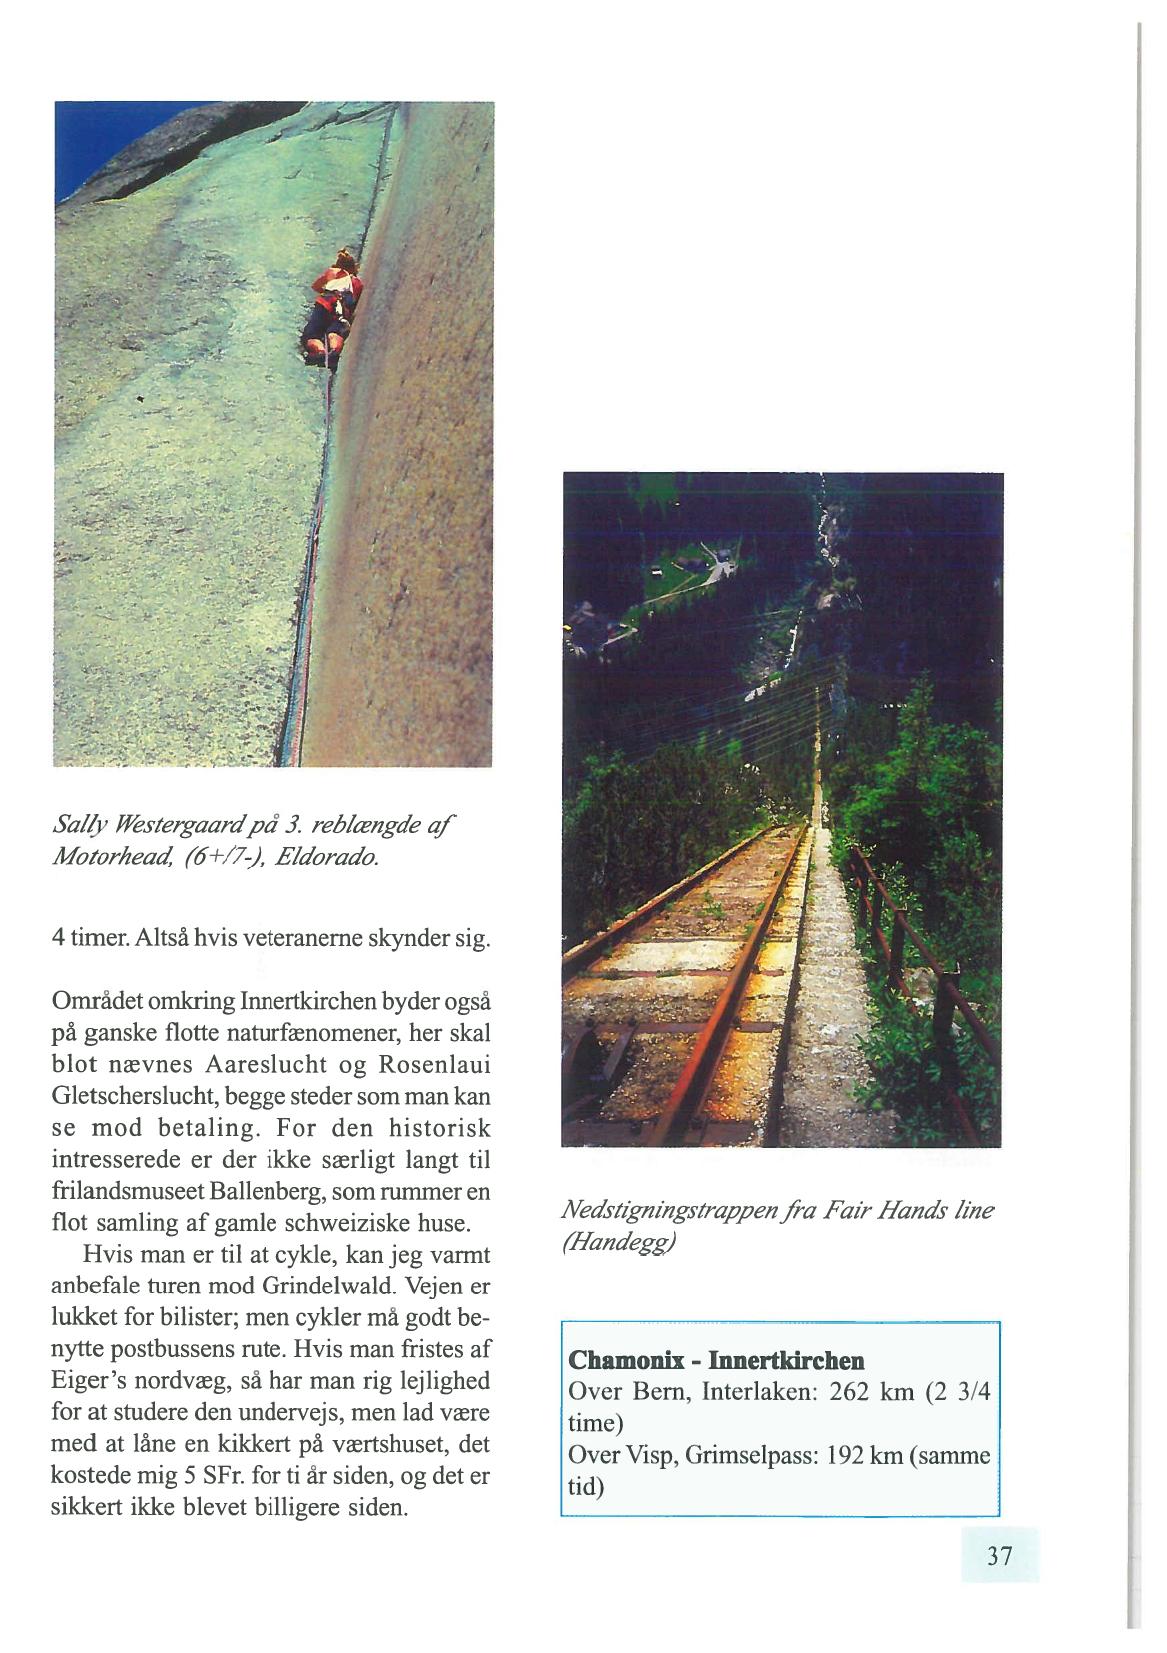 Sally Westergaard på 3. reblængde af
Motorhead, (6+/7-), Eldorado.
4 timer. Altså hvis veteranerne skynder sig.
Området omkring Innertkirchen byder også
på ganske flotte naturfænomener, her skal
blot nævnes Aareslucht og Rosenlaui
Gletscherslucht, begge steder som man kan
se mod betaling. For den historisk
intresserede er der ikke særligt langt til
frilandsmuseet Ballenberg, som rummer en
flot samling af gamle schweiziske huse.
Hvis man er til at cykle, kan jeg varmt
anbefale turen mod Grindelwald. Vejen er
lukket for bilister; men cykler må godt be-
nytte postbussens rute. Hvis man fristes af
Eiger's nordvæg, så har man rig lejlighed
for at studere den undervejs, men lad være
med at låne en kikkert på værtshuset, det
kostede mig 5 SFr. for ti år siden, og det er
sikkert ikke blevet billigere siden.
Nedstigningstrappen fra Fair Hands line
(Handegg)
Chamonix - Innertkirchen
Over Bern, Interlaken: 262 km (2 3/4
time)
Over Visp, Grimselpass: 192 km (samme
tid)
37